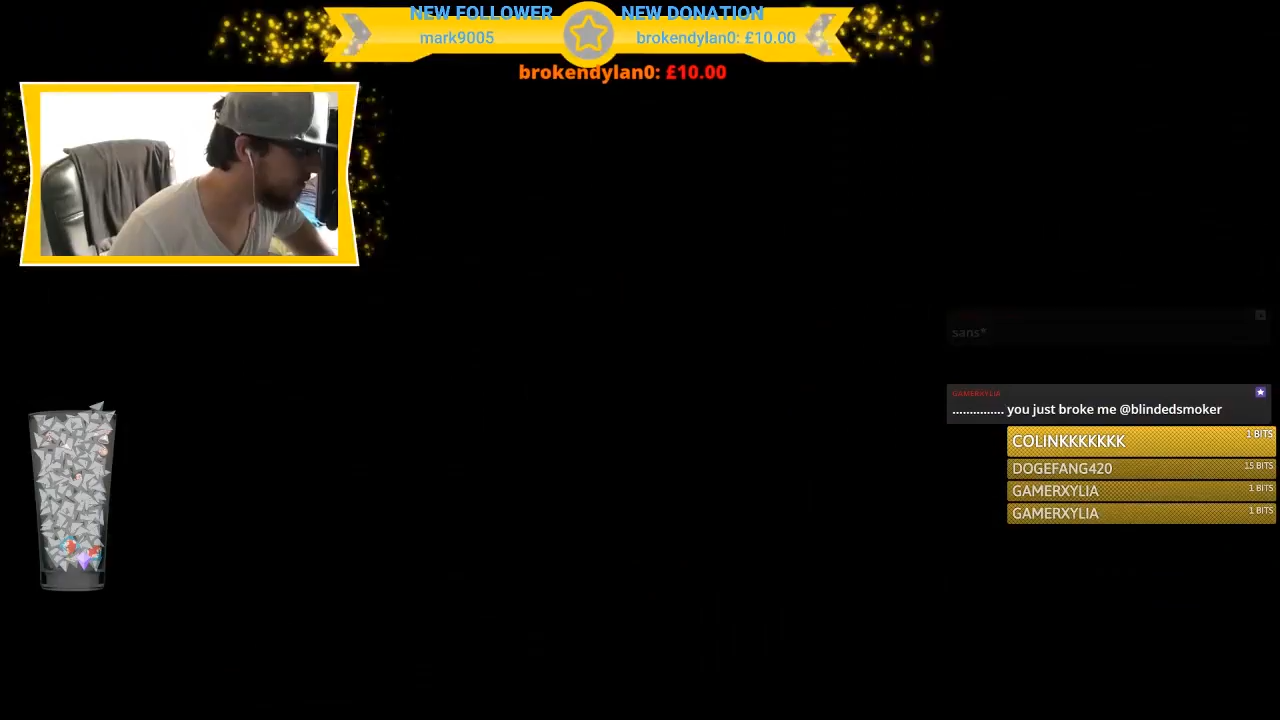 NEW FOLLOWER
NEW DONATION
mark9005
brokendylan0: £10.00
brokendylan0: £10.00
sans*
GAMERXYLIA
............... you just broke me @blindedsmoker
COLINKKKKKKK
1 BITS
DOGEFANG420
15 BITS
GAMERXYLIA
1 BITS
GAMERXYLIA
1 BITS